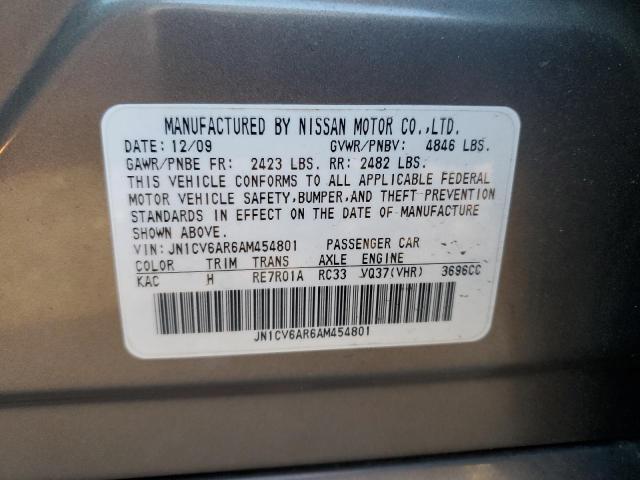 MANUFACTURED BY NISSAN MOTOR CO.,LTD.
DATE: 12/09 GVWR/PNBV: 4846 LBS.
GAWR/PNBE FR: 2423 LBS. RR: 2482 LBS.
THIS VEHICLE CONFORMS TO ALL APPLICABLE FEDERAL
MOTOR VEHICLE SAFETY,BUMPER,AND THEFT PREVENTION
STANDARDS IN EFFECT ON THE DATE OF MANUFACTURE
SHOWN ABOVE.
VIN: JN1CV6AR6AM454801 PASSENGER CAR
COLOR TRIM TRANS AXLE ENGINE
KAC H RE7R01A RC33 VQ37(VHR) 3696CC
JN1CV6AR6AM454801